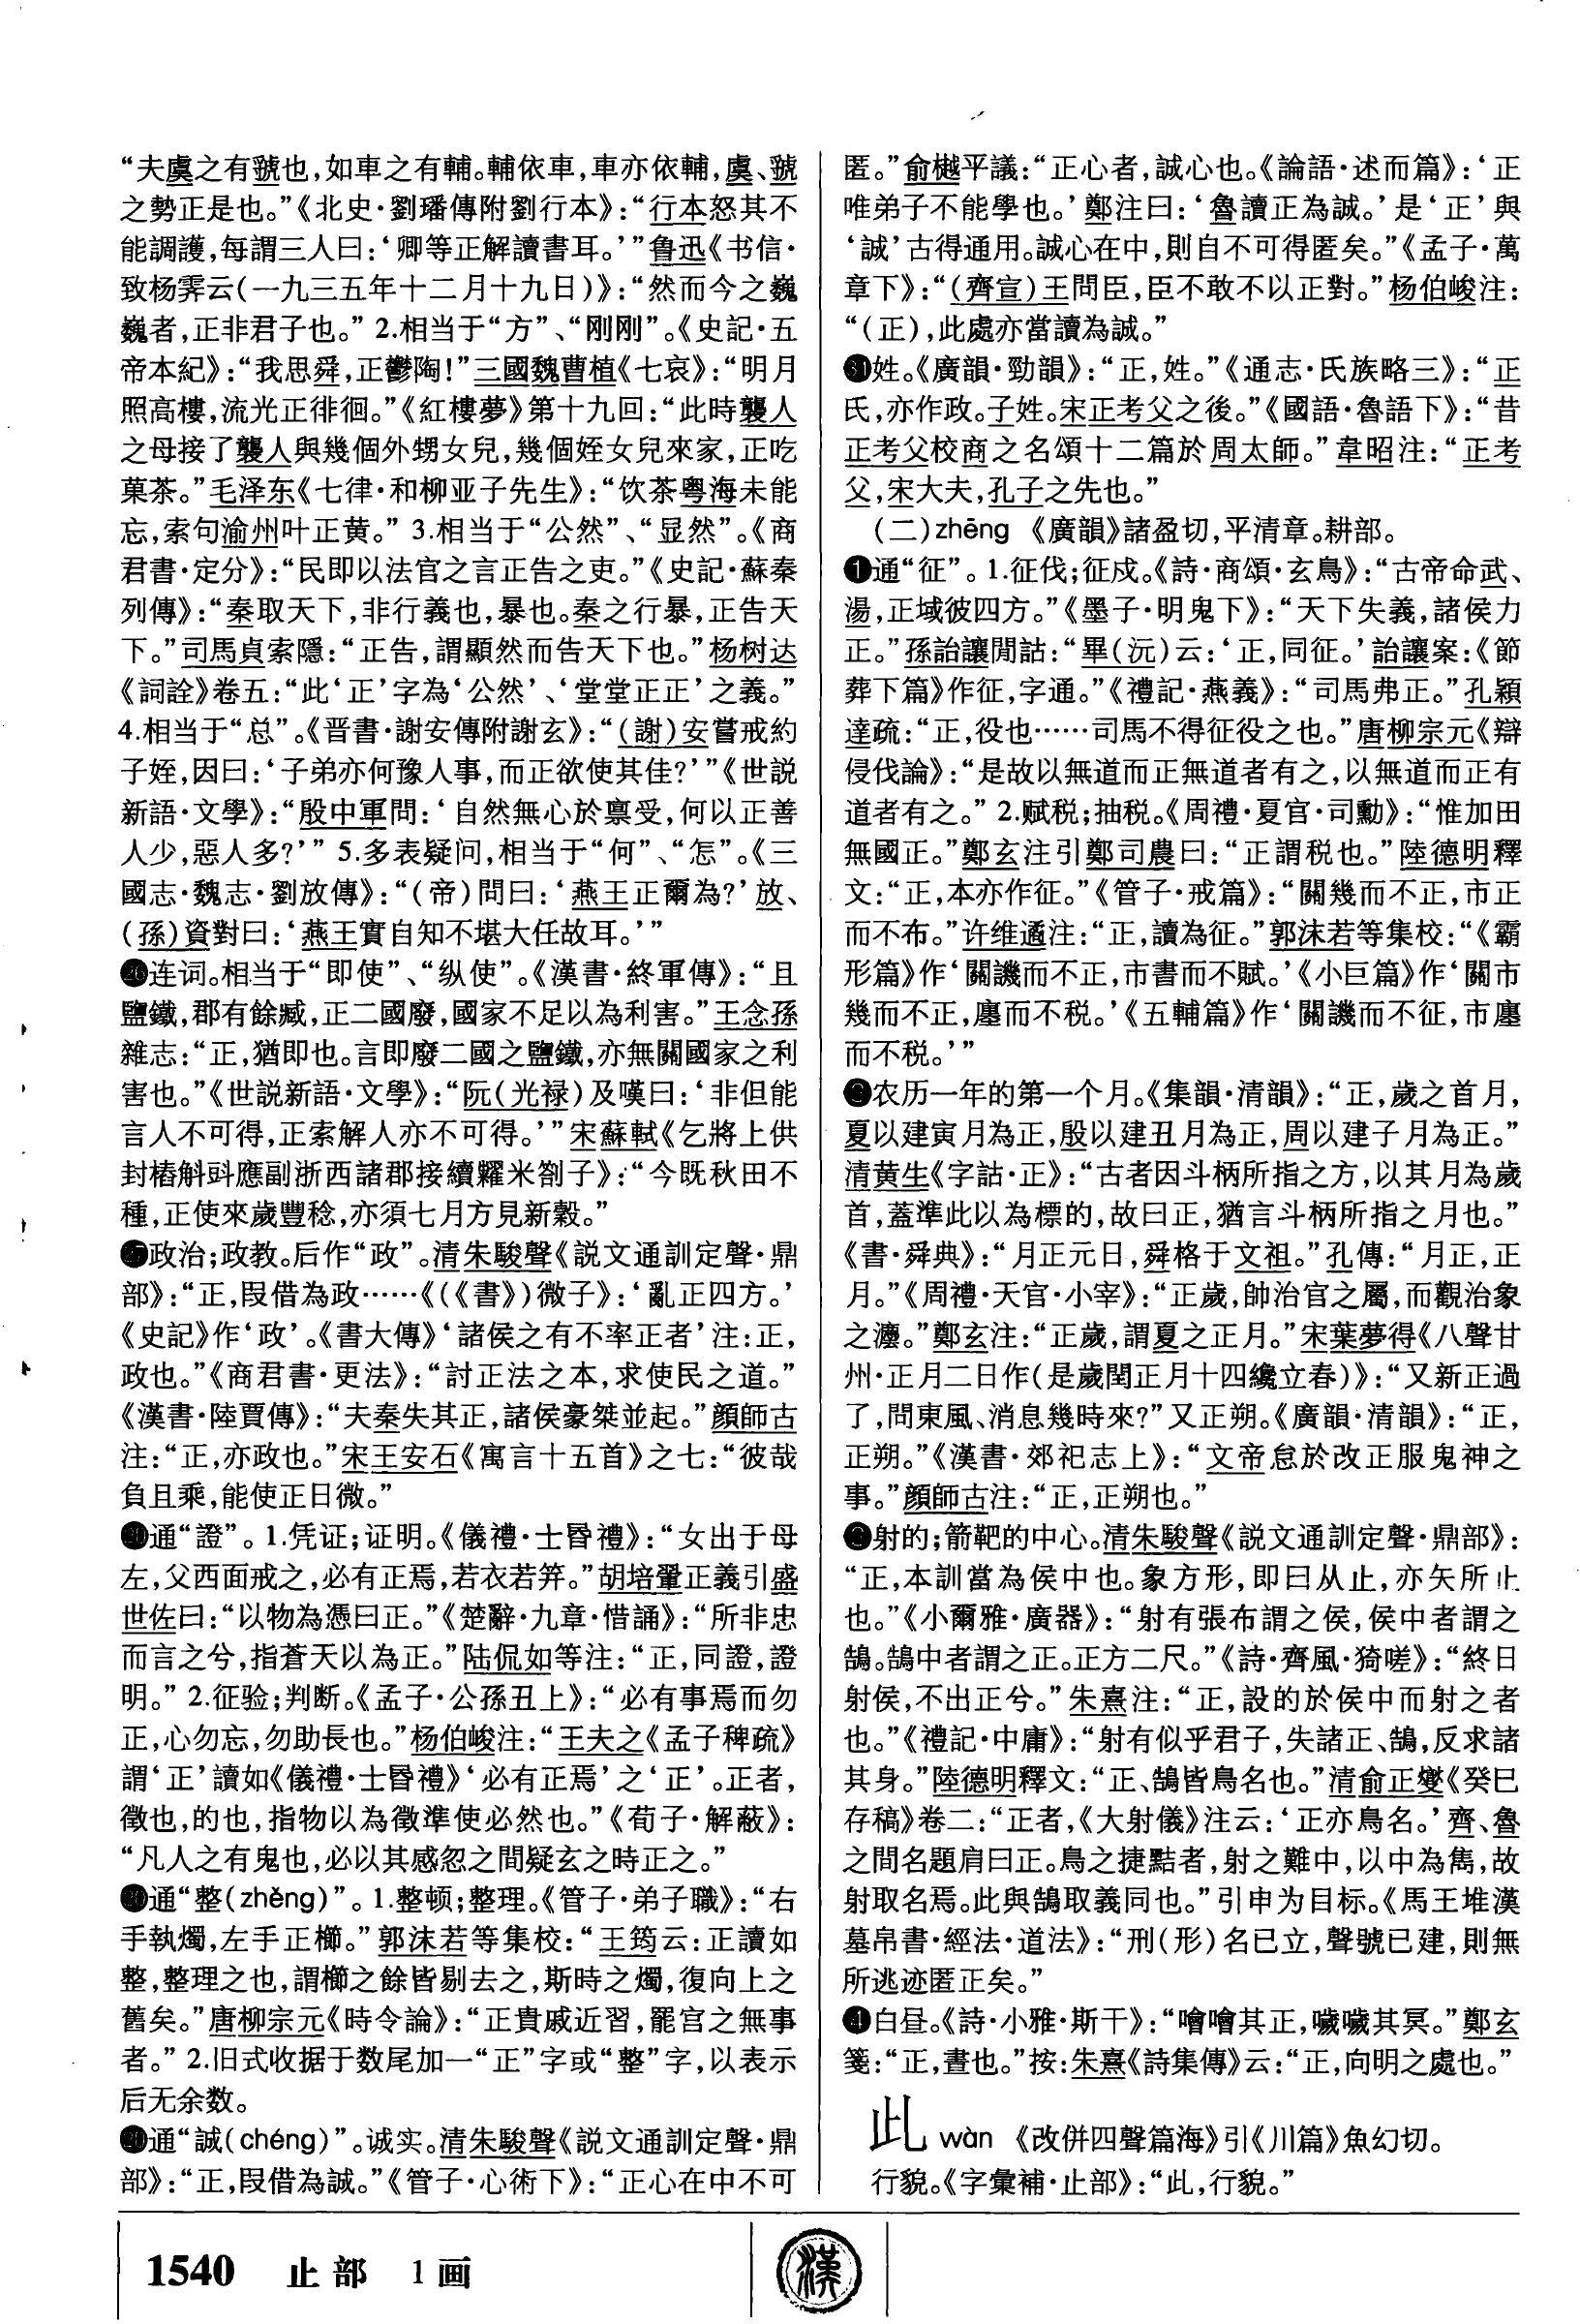 “夫虞之有虢也，如車之有輔。輔依車，車亦依輔，虞、虢
之勢正是也。”《北史·劉璠傳附劉行本》：“行本怒其不
能調護，每謂三人曰：‘卿等正解讀書耳。’”鲁迅《书信·
致杨霁云(一九三五年十二月十九日)》：“然而今之巍
巍者，正非君子也。” 2.相当于“方”、“刚刚”。《史記·五
帝本紀》：“我思舜，正鬱陶！”三國魏曹植《七哀》：“明月
照高樓，流光正徘徊。”《紅樓夢》第十九回：“此時襲人
之母接了襲人與幾個外甥女兒，幾個姪女兒來家，正吃
菓茶。”毛泽东《七律·和柳亚子先生》：“饮茶粤海未能
忘，索句渝州叶正黄。” 3.相当于“公然”、“显然”。《商
君書·定分》：“民即以法官之言正告之吏。”《史記·蘇秦
列傳》：“秦取天下，非行義也，暴也。秦之行暴，正告天
下。”司馬貞索隱：“正告，謂顯然而告天下也。”杨树达
《詞詮》卷五：“此‘正’字為‘公然’、‘堂堂正正’之義。”
4.相当于“总”。《晋書·謝安傳附謝玄》：“(謝)安嘗戒約
子姪，因曰：‘子弟亦何豫人事，而正欲使其佳？’”《世説
新語·文學》：“殷中軍問：‘自然無心於禀受，何以正善
人少，惡人多？’” 5.多表疑问，相当于“何”、“怎”。《三
國志·魏志·劉放傳》：“(帝)問曰：‘燕王正爾為？’放、
(孫)資對曰：‘燕王實自知不堪大任故耳。’”
㉖连词。相当于“即使”、“纵使”。《漢書·終軍傳》：“且
鹽鐵，郡有餘臧，正二國廢，國家不足以為利害。”王念孫
雜志：“正，猶即也。言即廢二國之鹽鐵，亦無關國家之利
害也。”《世説新語·文學》：“阮(光禄)及嘆曰：‘非但能
言人不可得，正索解人亦不可得。’”宋蘇軾《乞將上供
封樁斛㪷應副浙西諸郡接續糶米劄子》：“今既秋田不
種，正使來歲豐稔，亦須七月方見新穀。”
㉗政治；政教。后作“政”。清朱駿聲《説文通訓定聲·鼎
部》：“正，叚借為政……《(《書》)微子》：‘亂正四方。’
《史記》作‘政’。《書大傳》‘諸侯之有不率正者’注：正，
政也。”《商君書·更法》：“討正法之本，求使民之道。”
《漢書·陸賈傳》：“夫秦失其正，諸侯豪桀並起。”顔師古
注：“正，亦政也。”宋王安石《寓言十五首》之七：“彼哉
負且乘，能使正日微。”
㉘通“證”。1.凭证；证明。《儀禮·士昏禮》：“女出于母
左，父西面戒之，必有正焉，若衣若笄。”胡培翬正義引盛
世佐曰：“以物為憑曰正。”《楚辭·九章·惜誦》：“所非忠
而言之兮，指蒼天以為正。”陆侃如等注：“正，同證，證
明。” 2.征验；判断。《孟子·公孫丑上》：“必有事焉而勿
正，心勿忘，勿助長也。”杨伯峻注：“王夫之《孟子稗疏》
謂‘正’讀如《儀禮·士昏禮》‘必有正焉’之‘正’。正者，
徵也，的也，指物以為徵準使必然也。”《荀子·解蔽》：
“凡人之有鬼也，必以其感忽之間疑玄之時正之。”
㉙通“整(zhěng)”。1.整顿；整理。《管子·弟子職》：“右
手執燭，左手正櫛。”郭沫若等集校：“王筠云：正讀如
整，整理之也，謂櫛之餘皆剔去之，斯時之燭，復向上之
舊矣。”唐柳宗元《時令論》：“正貴戚近習，罷官之無事
者。” 2.旧式收据于数尾加一“正”字或“整”字，以表示
后无余数。
㉚通“誠(chéng)”。诚实。清朱駿聲《説文通訓定聲·鼎
部》：“正，叚借為誠。”《管子·心術下》：“正心在中不可
匿。”俞樾平議：“正心者，誠心也。《論語·述而篇》：‘正
唯弟子不能學也。’鄭注曰：‘魯讀正為誠。’是‘正’與
‘誠’古得通用。誠心在中，則自不可得匿矣。”《孟子·萬
章下》：“(齊宣)王問臣，臣不敢不以正對。”杨伯峻注：
“(正)，此處亦當讀為誠。”
㉛姓。《廣韻·勁韻》：“正，姓。”《通志·氏族略三》：“正
氏，亦作政。子姓。宋正考父之後。”《國語·魯語下》：“昔
正考父校商之名頌十二篇於周太師。”韋昭注：“正考
父，宋大夫，孔子之先也。”
(二)zhēng 《廣韻》諸盈切，平清章。耕部。
❶通“征”。1.征伐；征戍。《詩·商頌·玄鳥》：“古帝命武、
湯，正域彼四方。”《墨子·明鬼下》：“天下失義，諸侯力
正。”孫詒讓閒詁：“畢(沅)云：‘正，同征。’詒讓案：《節
葬下篇》作征，字通。”《禮記·燕義》：“司馬弗正。”孔穎
達疏：“正，役也……司馬不得征役之也。”唐柳宗元《辯
侵伐論》：“是故以無道而正無道者有之，以無道而正有
道者有之。” 2.赋税；抽税。《周禮·夏官·司勳》：“惟加田
無國正。”鄭玄注引鄭司農曰：“正謂税也。”陸德明釋
文：“正，本亦作征。”《管子·戒篇》：“關幾而不正，市正
而不布。”许维遹注：“正，讀為征。”郭沫若等集校：“《霸
形篇》作‘關譏而不正，市書而不賦。’《小匡篇》作‘關市
幾而不正，廛而不税。’《五輔篇》作‘關譏而不征，市廛
而不税。’”
❷农历一年的第一个月。《集韻·清韻》：“正，歲之首月，
夏以建寅月為正，殷以建丑月為正，周以建子月為正。”
清黄生《字詁·正》：“古者因斗柄所指之方，以其月為歲
首，蓋準此以為標的，故曰正，猶言斗柄所指之月也。”
《書·舜典》：“月正元日，舜格于文祖。”孔傳：“月正，正
月。”《周禮·天官·小宰》：“正歲，帥治官之屬，而觀治象
之灋。”鄭玄注：“正歲，謂夏之正月。”宋葉夢得《八聲甘
州·正月二日作(是歲閏正月十四纔立春)》：“又新正過
了，問東風、消息幾時來？”又正朔。《廣韻·清韻》：“正，
正朔。”《漢書·郊祀志上》：“文帝怠於改正服鬼神之
事。”顔師古注：“正，正朔也。”
❸射的；箭靶的中心。清朱駿聲《説文通訓定聲·鼎部》：
“正，本訓當為侯中也。象方形，即曰从止，亦矢所止
也。”《小爾雅·廣器》：“射有張布謂之侯，侯中者謂之
鵠。鵠中者謂之正。正方二尺。”《詩·齊風·猗嗟》：“終日
射侯，不出正兮。”朱熹注：“正，設的於侯中而射之者
也。”《禮記·中庸》：“射有似乎君子，失諸正、鵠，反求諸
其身。”陸德明釋文：“正、鵠皆鳥名也。”清俞正燮《癸巳
存稿》卷二：“正者，《大射儀》注云：‘正亦鳥名。’齊、魯
之間名題肩曰正。鳥之捷黠者，射之難中，以中為雋，故
射取名焉。此與鵠取義同也。”引申为目标。《馬王堆漢
墓帛書·經法·道法》：“刑(形)名已立，聲號已建，則無
所逃迹匿正矣。”
❹白昼。《詩·小雅·斯干》：“噲噲其正，噦噦其冥。”鄭玄
箋：“正，晝也。”按：朱熹《詩集傳》云：“正，向明之處也。”
wàn 《改併四聲篇海》引《川篇》魚幻切。
行貌。《字彙補·止部》：“，行貌。”
1540 止部 1画
漢